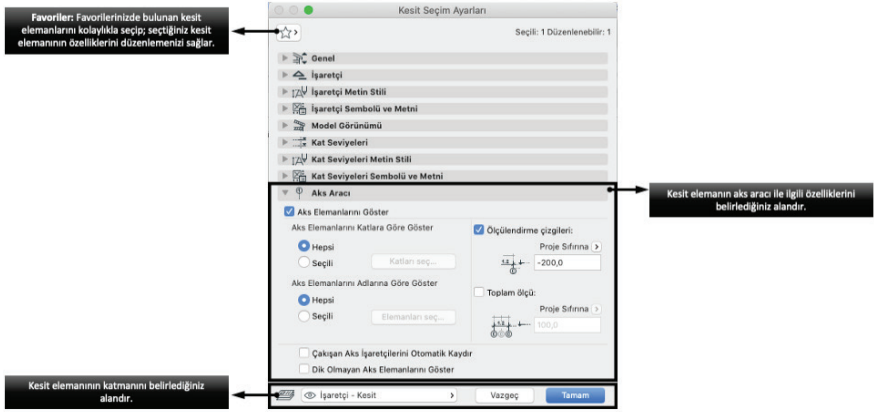 Favoriler: Favorilerinizde bulunan kesit
elemanlarını kolaylıkla seçip; seçtiğiniz kesit
elemanının özelliklerini düzenlemenizi sağlar.
Kesit Seçim Ayarları
Seçili: 1 Düzenlenebilir: 1
Genel
İşaretçi
İşaretçi Metin Stili
İşaretçi Sembolü ve Metni
Model Görünümü
Kat Seviyeleri
Kat Seviyeleri Metin Stili
Kat Seviyeleri Sembolü ve Metni
Aks Aracı
Kesit elemanın aks aracı ile ilgili özelliklerini
belirlediğiniz alandır.
Aks Elemanlarını Göster
Aks Elemanlarını Katlara Göre Göster
Hepsi
Seçili
Katları seç...
Aks Elemanlarını Adlarına Göre Göster
Hepsi
Seçili
Elemanları seç...
Ölçülendirme çizgileri:
Proje Sıfırına
-200,0
Toplam ölçü:
Proje Sıfırına
100,0
Çakışan Aks İşaretçilerini Otomatik Kaydır
Dik Olmayan Aks Elemanlarını Göster
Kesit elemanının katmanını belirlediğiniz
alandır.
İşaretçi - Kesit
Vazgeç
Tamam